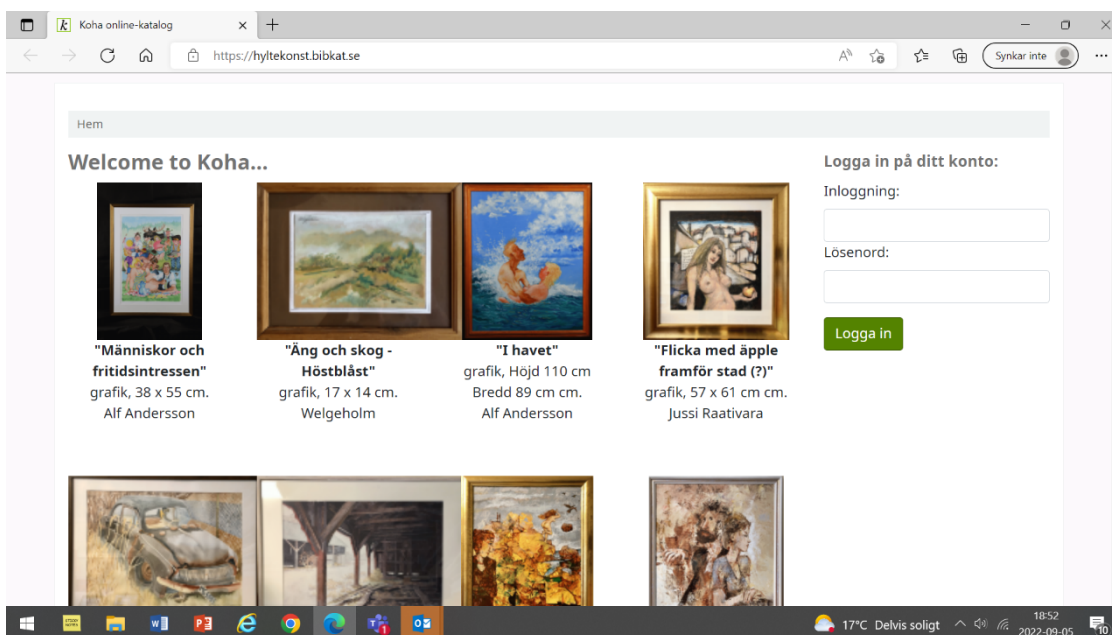 Koha online-katalog
https://hyltekonst.bibkat.se
Synkar inte
Hem
Welcome to Koha...
"Människor och
fritidsintressen"
grafik, 38 x 55 cm.
Alf Andersson
"Äng och skog -
Höstblåst"
grafik, 17 x 14 cm.
Welgeholm
"I havet"
grafik, Höjd 110 cm
Bredd 89 cm cm.
Alf Andersson
"Flicka med äpple
framför stad (?)"
grafik, 57 x 61 cm cm.
Jussi Raativara
Logga in på ditt konto:
Inloggning:
Lösenord:
Logga in
17°C Delvis soligt
18:52
2022-09-05